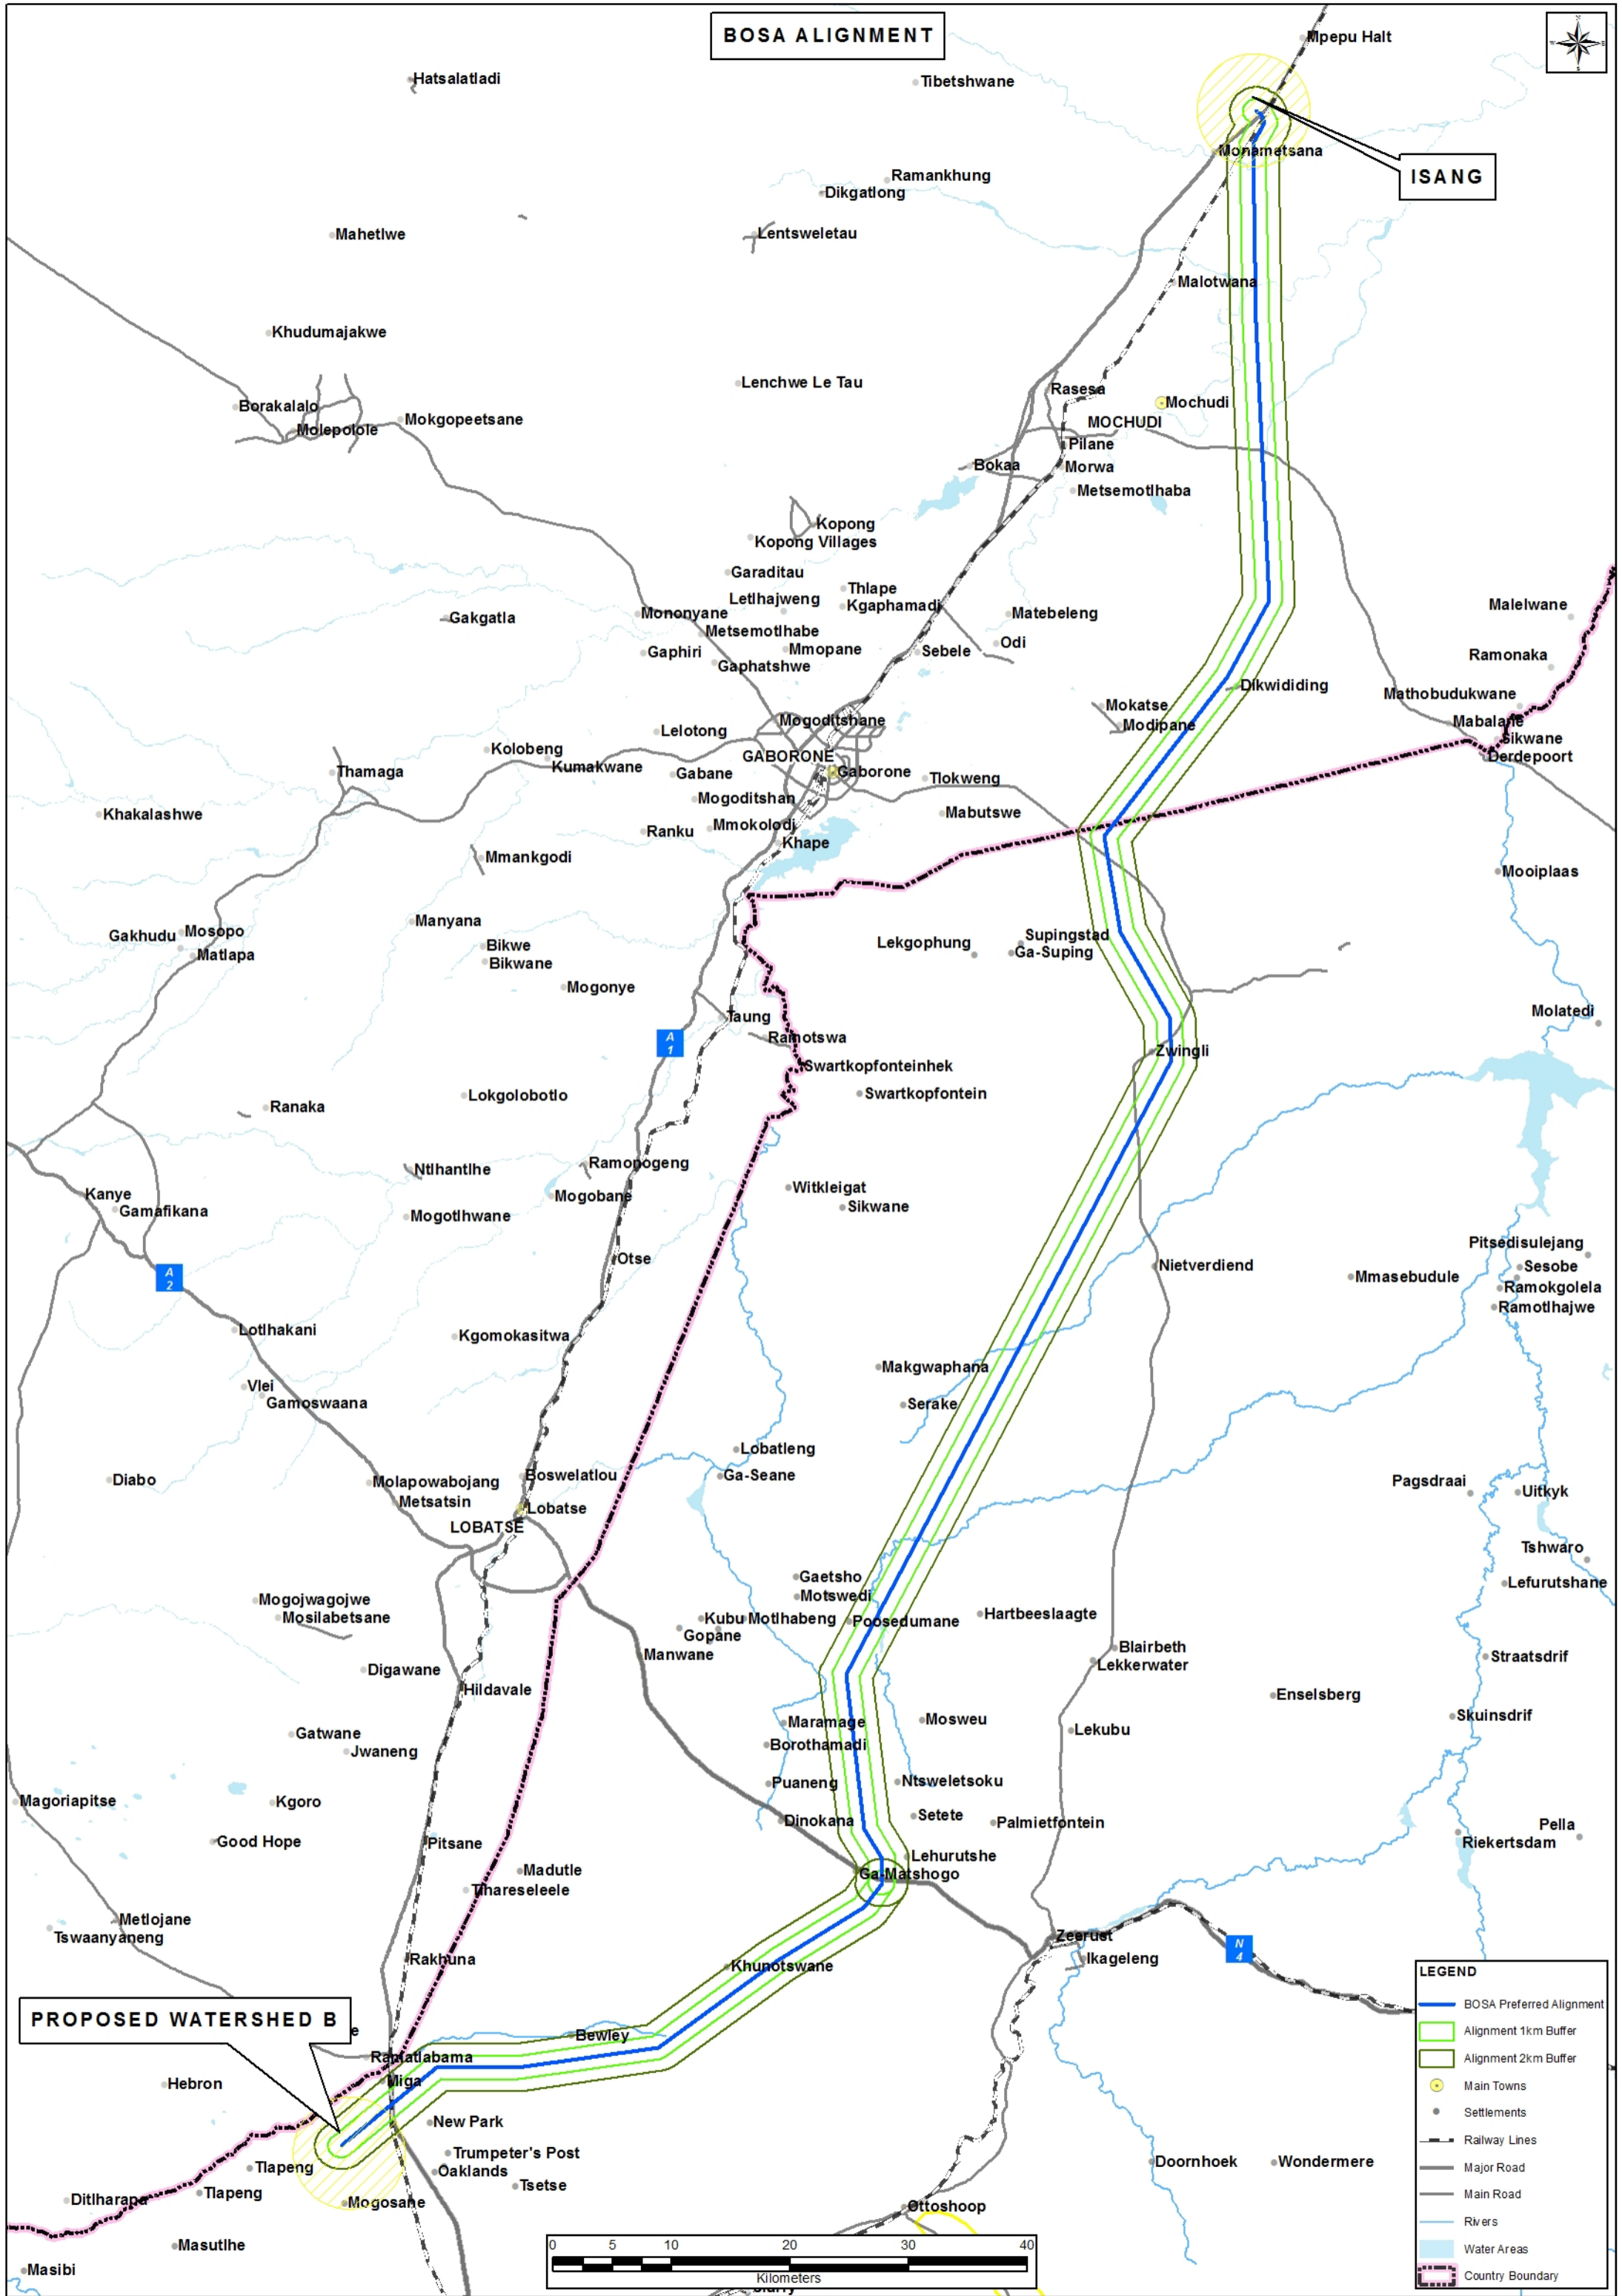 BOSA ALIGNMENT
Mpepu Halt
Hatsalatladi
Tibetshwane
Monametsana
ISANG
Ramankhung
Dikgatlong
Mahetlwe
Lentsweletau
Malotwana
Khudumajakwe
Lenchwe Le Tau
Rasesa
Mochudi
Borakalalo
Mokgopeetsane
MOCHUDI
Molepolole
Pilane
Bokaa
Morwa
Metsemotlhaba
Kopong
Kopong Villages
Garaditau
Thlape
Letlhajweng
Kgaphamadi
Malelwane
Gakgatla
Mononyane
Matebeleng
Metsemotlhabe
Odi
Gaphiri
Mmopane
Sebele
Ramonaka
Gaphatshwe
Dikwididing
Mathobudukwane
Mokatse
Mogoditshane
Modipane
Mabalane
Lelotong
Sikwane
Kolobeng
GABORONE
Derdepoort
Kumakwane
Thamaga
Gabane
Gaborone
Tlokweng
Mogoditshan
Khakalashwe
Mabutswe
Ranku
Mmokolodi
Khape
Mmankgodi
Mooiplaas
Manyana
Gakhudu
Mosopo
Supingstad
Bikwe
Lekgophung
Ga-Suping
Matlapa
Bikwane
Mogonye
Molatedi
Taung
A
1
Ramotswa
Zwingli
Swartkopfonteinhek
Lokgolobotlo
Swartkopfontein
Ranaka
Ntlhantlhe
Ramonogeng
Kanye
Mogobane
Witkleigat
Gamafikana
Sikwane
Mogotlhwane
Pitsedisulejang
Otse
Nietverdiend
Sesobe
A
2
Mmasebudule
Ramokgolela
Ramotlhajwe
Lotlhakani
Kgomokasitwa
Makgwaphana
Vlei
Gamoswaana
Serake
Lobatleng
Diabo
Molapowabojang
Boswelatlou
Ga-Seane
Pagsdraai
Metsatsin
Uitkyk
Lobatse
LOBATSE
Tshwaro
Gaetsho
Lefurutshane
Mogojwagojwe
Motswedi
Mosilabetsane
Kubu
Motlhabeng
Poosedumane
Hartbeeslaagte
Gopane
Manwane
Blairbeth
Straatsdrif
Digawane
Lekkerwater
Hildavale
Enselsberg
Maramage
Mosweu
Skuinsdrif
Gatwane
Lekubu
Jwaneng
Borothamadi
Puaneng
Ntsweletsoku
Magoriapitse
Kgoro
Dinokana
Setete
Palmietfontein
Pella
Good Hope
Pitsane
Riekertsdam
Lehurutshe
Madutle
Ga-Matshogo
Tlhareseleele
Metlojane
Tswaanyaneng
Zeerust
N
4
Rakhuna
Ikageleng
Khunotswane
PROPOSED WATERSHED B
e
Bewley
Ramatlabama
Hebron
Miga
New Park
Trumpeter's Post
Tlapeng
Oaklands
Doornhoek
Wondermere
Tsetse
Ditlharapa
Tlapeng
Mogosane
Ottoshoop
Masutlhe
Masibi
0 5 10 20 30 40
Kilometers
LEGEND
BOSA Preferred Alignment
Alignment 1km Buffer
Alignment 2km Buffer
Main Towns
Settlements
Railway Lines
Major Road
Main Road
Rivers
Water Areas
Country Boundary